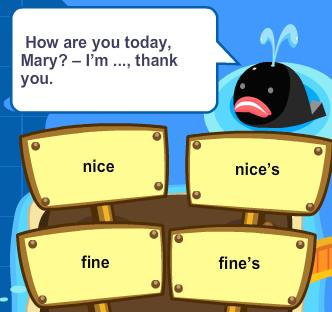 How are you today,
Mary? – I’m ..., thank
you.
nice
nice’s
fine
fine’s